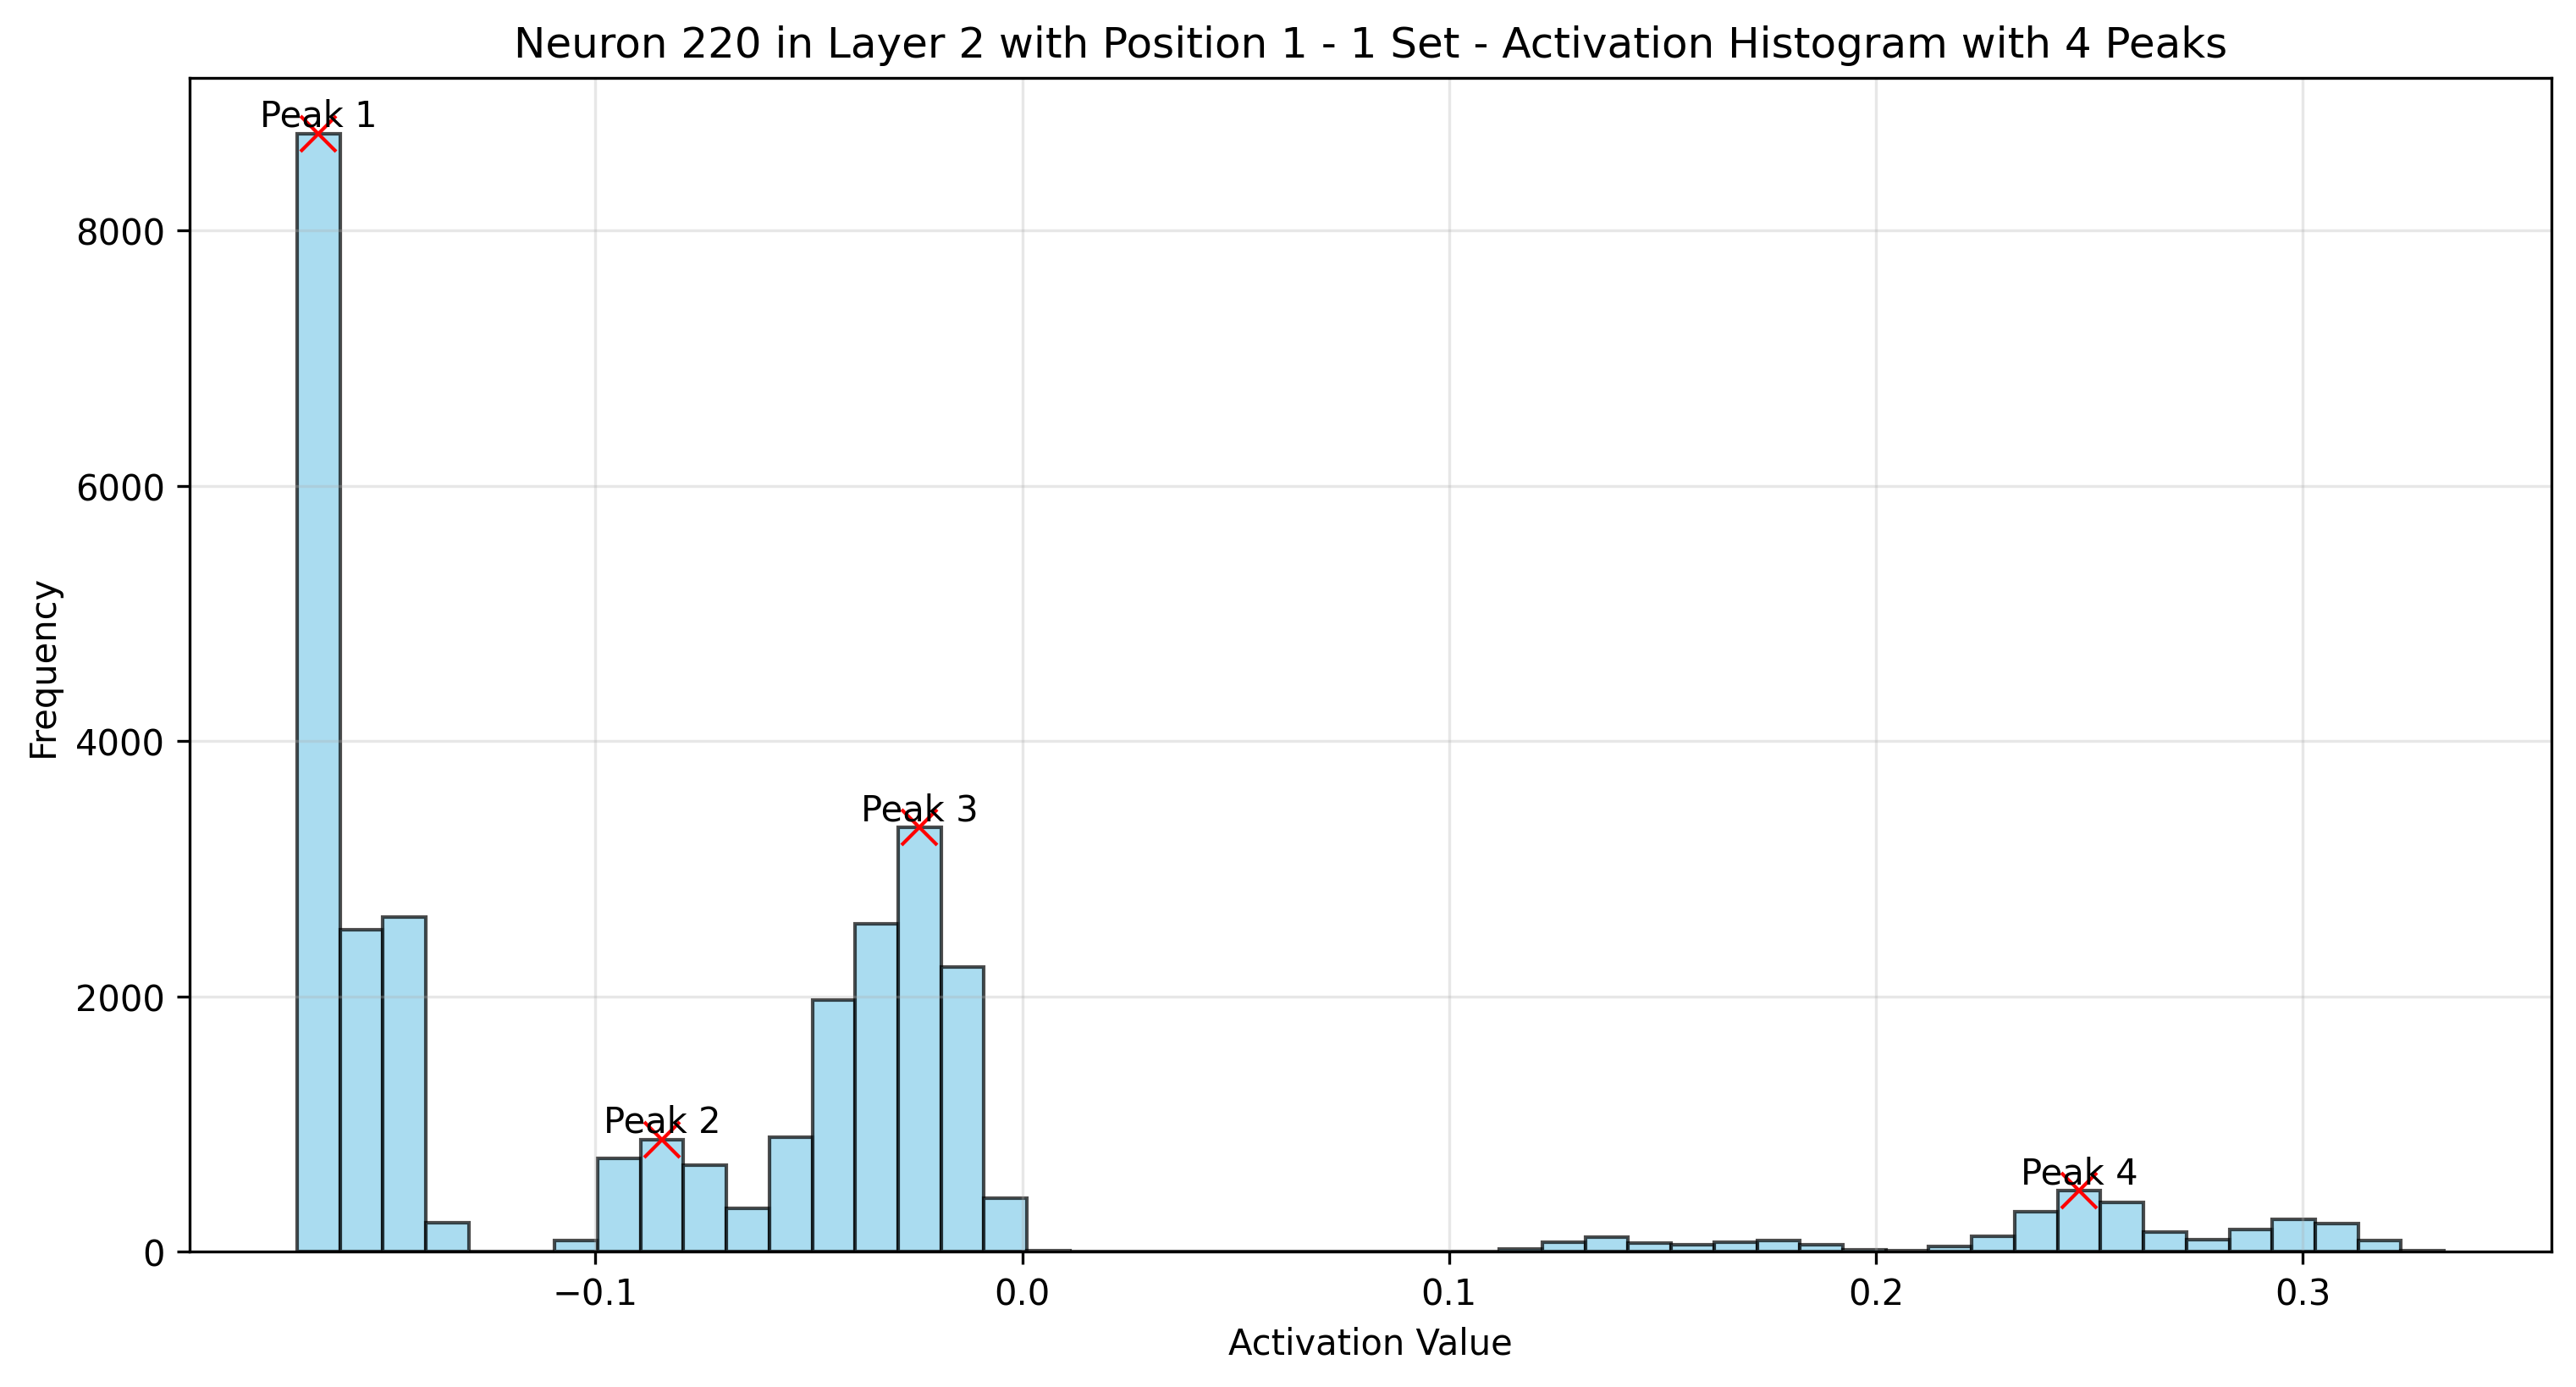 Neuron 220 in Layer 2 with Position 1 - 1 Set - Activation Histogram with 4 Peaks
Peak 1
8000
6000
Frequency
4000
Peak 3
2000
Peak 2
Peak 4
0
−0.1
0.0
0.1
0.2
0.3
Activation Value